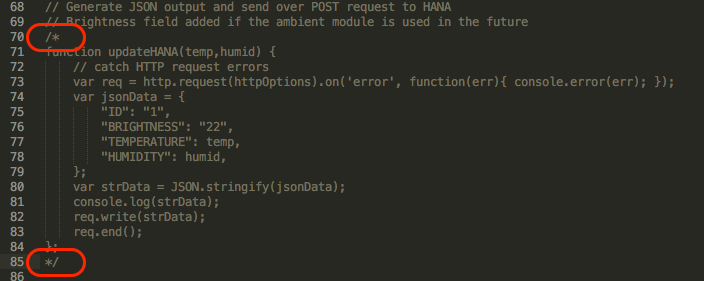 68 // Generate JSON output and send over POST request to HANA
69 // Brightness field added if the ambient module is used in the future
70 /*
71 function updateHANA(temp,humid) {
72 // catch HTTP request errors
73 var req = http.request(httpOptions).on('error', function(err){ console.error(err); });
74 var jsonData = {
75 "ID": "1",
76 "BRIGHTNESS": "22",
77 "TEMPERATURE": temp,
78 "HUMIDITY": humid,
79 };
80 var strData = JSON.stringify(jsonData);
81 console.log(strData);
82 req.write(strData);
83 req.end();
84 };
85 */
86